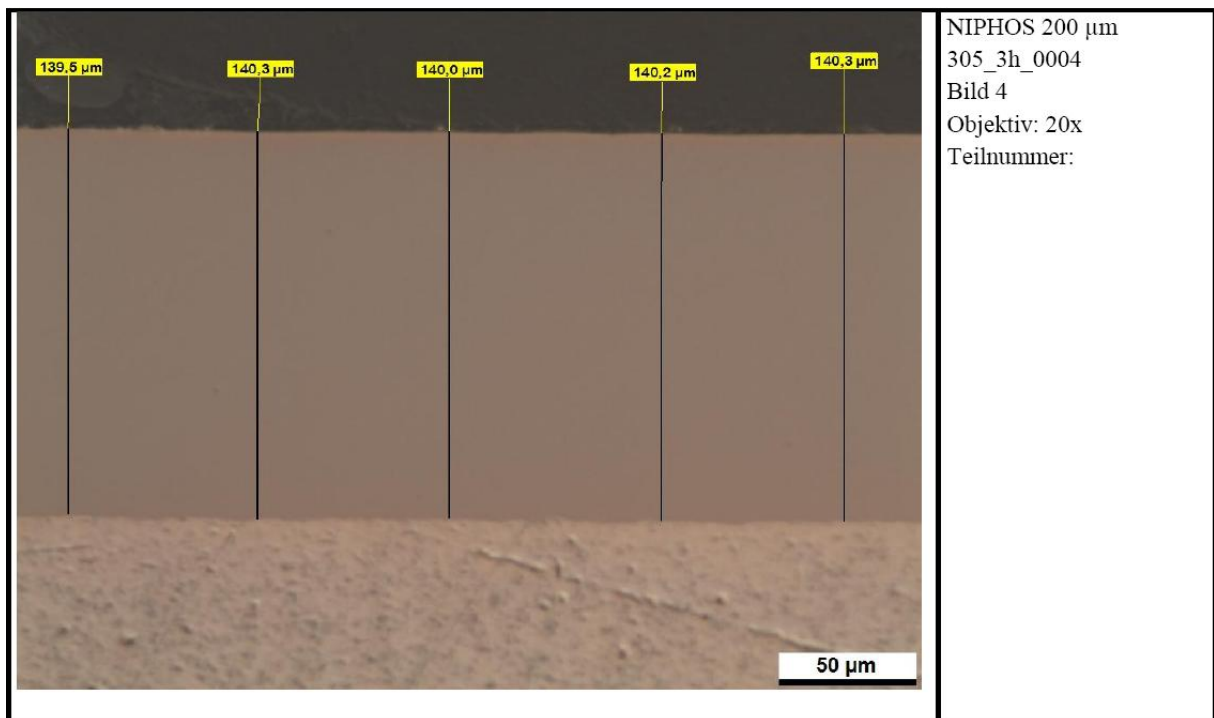 139,5 µm
140,3 µm
140,0 µm
140,2 µm
140,3 µm
50 µm
NIPHOS 200 µm
305_3h_0004
Bild 4
Objektiv: 20x
Teilnummer: